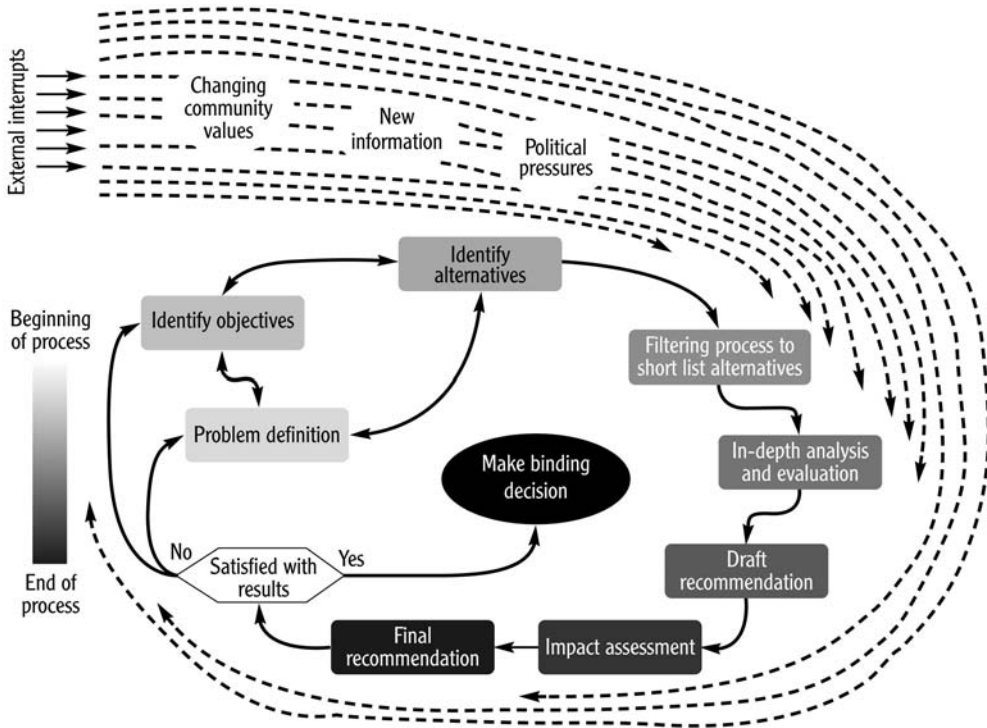 External interrupts
Changing
community
values
New
information
Political
pressures
Identify
alternatives
Identify objectives
Beginning
of process
Filtering process to
short list alternatives
Problem definition
In-depth analysis
and evaluation
Make binding
decision
No
Yes
Satisfied with
results
Draft
recommendation
End of
process
Final
recommendation
Impact assessment